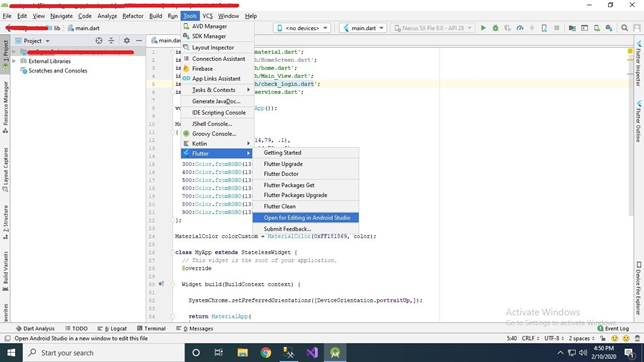 File Edit View Navigate Code Analyze Refactor Build Run Tools VCS Window Help
lib main.dart <no devices> main.dart Nexus 5X Pie 9.0 - API 28
Project main.dart
External Libraries
Scratches and Consoles
AVD Manager
SDK Manager
Layout Inspector
Connection Assistant
Firebase
App Links Assistant
Tasks & Contexts
Generate JavaDoc...
IDE Scripting Console
JShell Console...
Groovy Console...
Kotlin
Flutter
Getting Started
Flutter Upgrade
Flutter Doctor
Flutter Packages Get
Flutter Packages Upgrade
Flutter Clean
Open for Editing in Android Studio
Submit Feedback...
material.dart';
/HomeScreen.dart';
h/home.dart';
h/Main_View.dart';
h/check_login.dart';
services.dart';
App());
14,79, .1),
300:Color.fromRGBO(13
400:Color.fromRGBO(13
500:Color.fromRGBO(13
600:Color.fromRGBO(13
700:Color.fromRGBO(13
800:Color.fromRGBO(13
900:Color.fromRGBO(13
};
MaterialColor colorCustom = MaterialColor(0xFF151869, color);
class MyApp extends StatelessWidget {
// This widget is the root of your application.
@override
Widget build(BuildContext context) {
SystemChrome.setPreferredOrientations([DeviceOrientation.portraitUp,]);
return MaterialApp(
1: Project
Resource Manager
Layout Captures
Z: Structure
Build Variants
Favorites
Flutter Inspector
Flutter Outline
Device File Explorer
Activate Windows
Go to Settings to activate Windows.
Dart Analysis TODO 6: Logcat Terminal 0: Messages Event Log
Open Android Studio in a new window to edit this file 5:40 CRLF UTF-8 2 spaces
Start your search
4:50 PM
2/10/2020